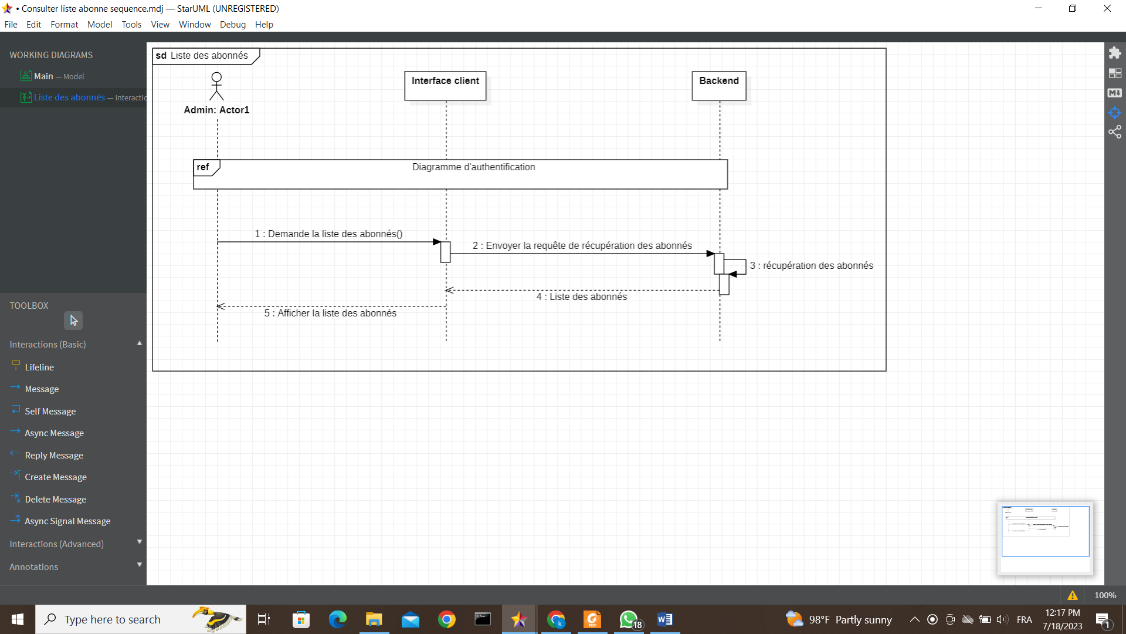 • Consulter liste abonne sequence.mdj — StarUML (UNREGISTERED)
File Edit Format Model Tools View Window Debug Help
WORKING DIAGRAMS
Main — Model
Liste des abonnés — Interactio
TOOLBOX
Interactions (Basic)
Lifeline
Message
Self Message
Async Message
Reply Message
Create Message
Delete Message
Async Signal Message
Interactions (Advanced)
Annotations
sd Liste des abonnés
Admin: Actor1
Interface client
Backend
ref
Diagramme d'authentification
1 : Demande la liste des abonnés()
2 : Envoyer la requête de récupération des abonnés
3 : récupération des abonnés
4 : Liste des abonnés
5 : Afficher la liste des abonnés
100%
Type here to search
18
98°F Partly sunny
FRA
12:17 PM
7/18/2023
1